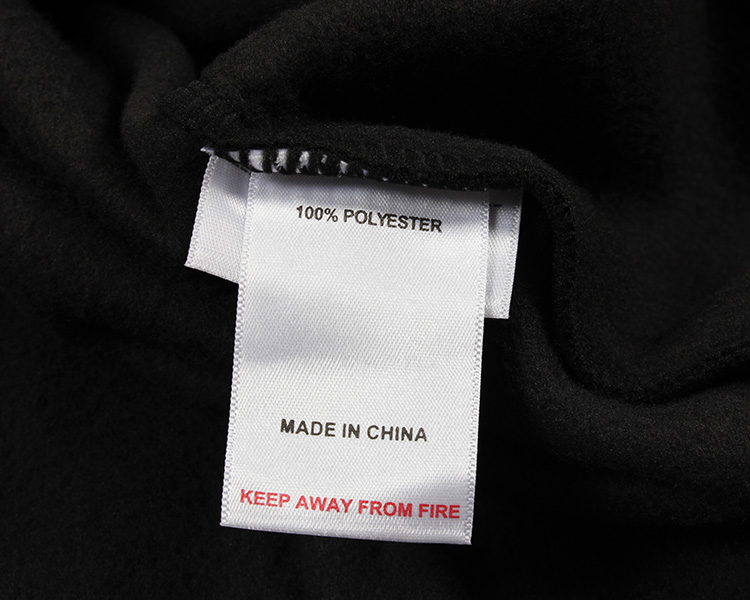 100% POLYESTER
MADE IN CHINA
KEEP AWAY FROM FIRE